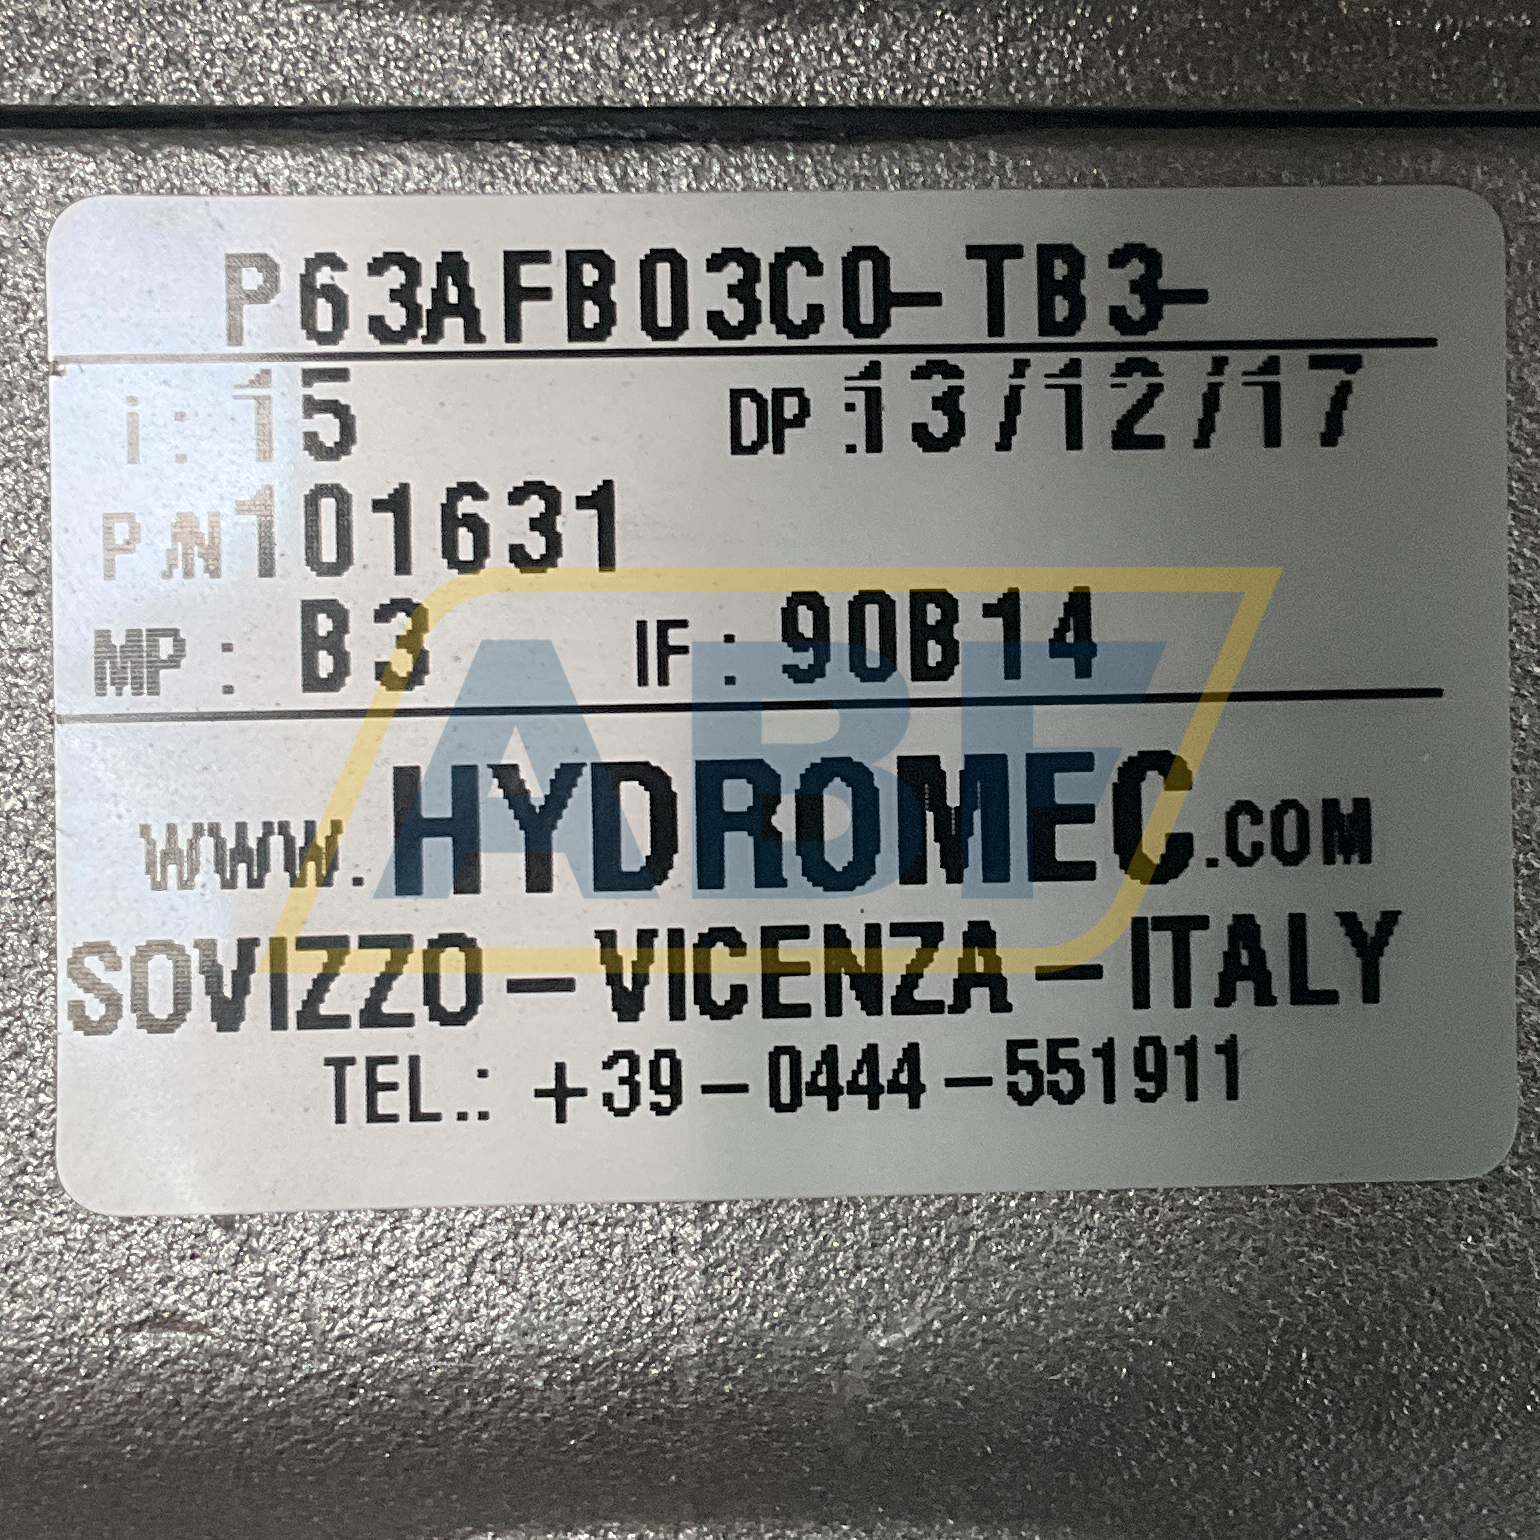 P63AFB03C0-TB3-
i: 15 DP: 13/12/17
P/N 101631
MP: B3 IF: 90B14
ABF
www.HYDROMEC.COM
SOVIZZO - VICENZA - ITALY
TEL.: +39-0444-551911